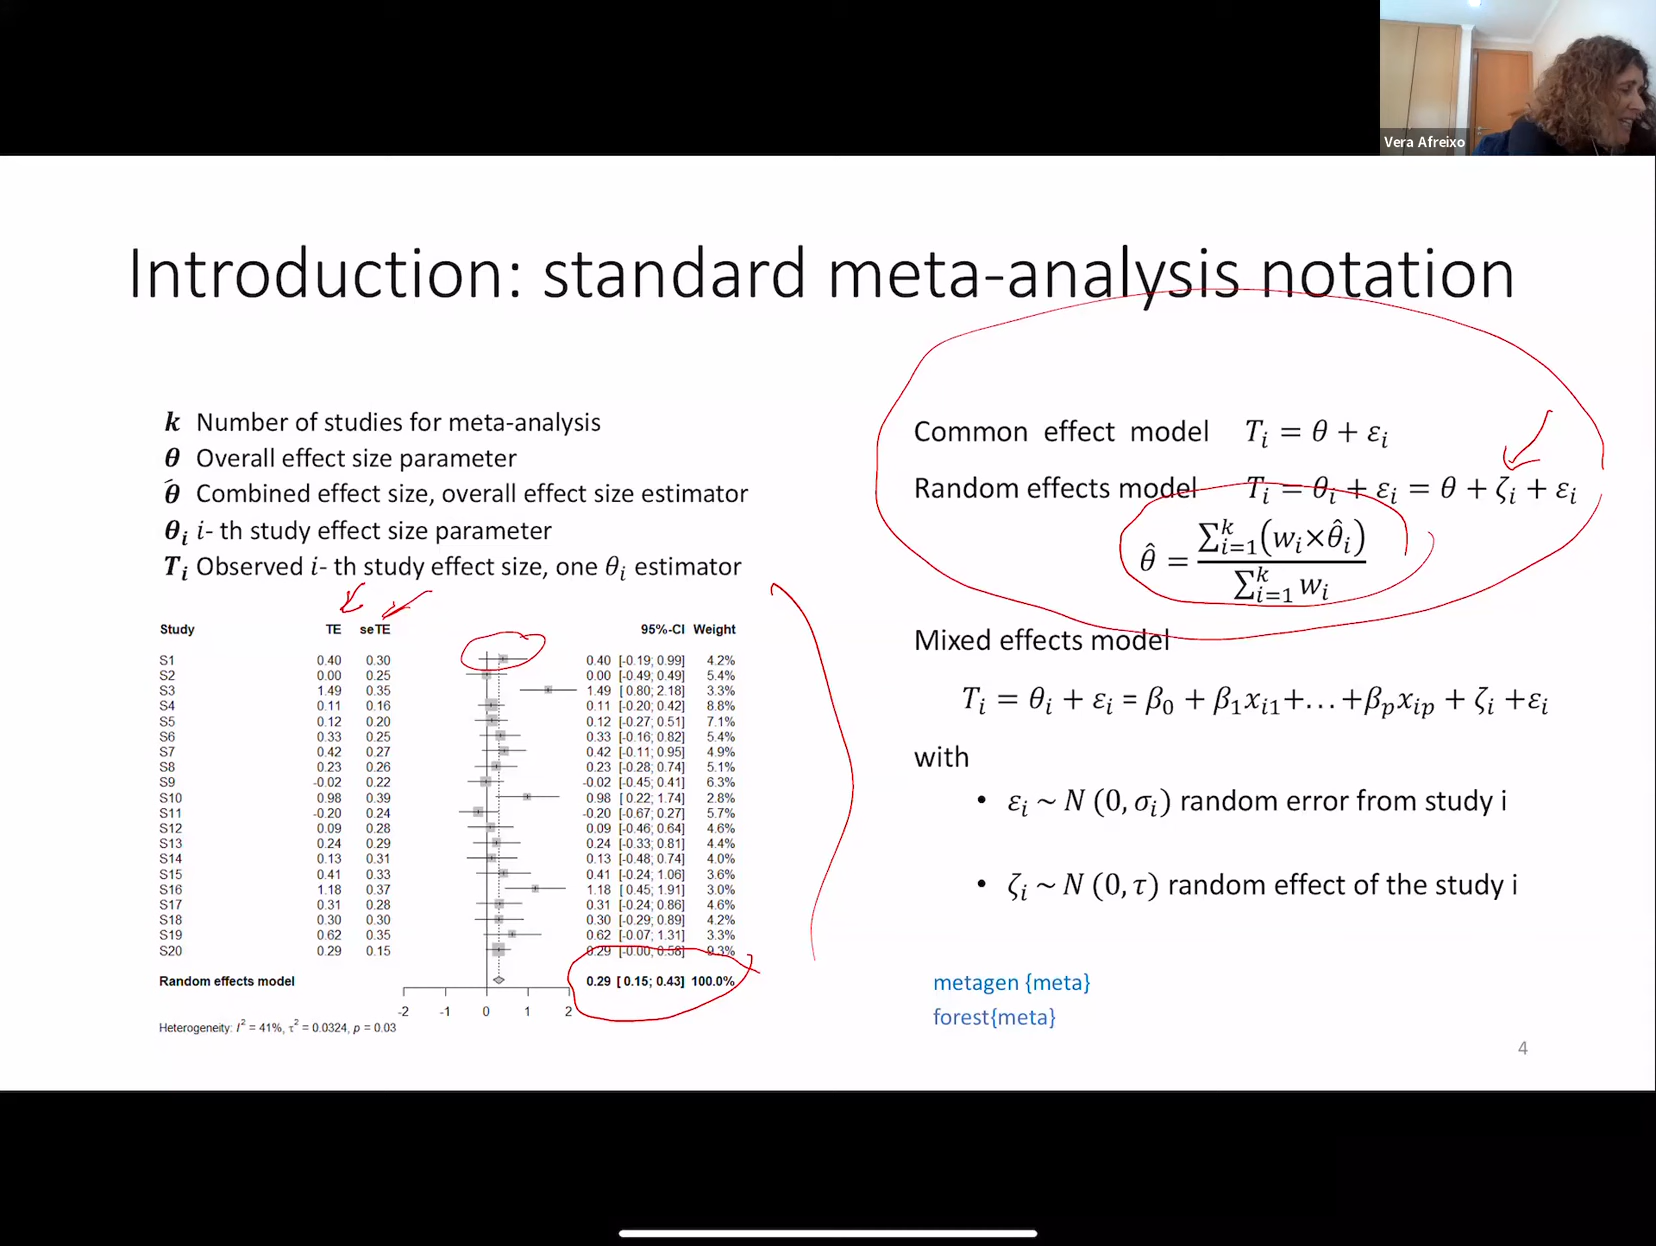 Vera Afreixo
Introduction: standard meta-analysis notation
k Number of studies for meta-analysis
θ Overall effect size parameter
θ́ Combined effect size, overall effect size estimator
θᵢ i- th study effect size parameter
Tᵢ Observed i- th study effect size, one θᵢ estimator
Study TE seTE 95%-CI Weight
S1 0.40 0.30 0.40 [-0.19; 0.99] 4.2%
S2 0.00 0.25 0.00 [-0.49; 0.49] 5.4%
S3 1.49 0.35 1.49 [ 0.80; 2.18] 3.3%
S4 0.11 0.16 0.11 [-0.20; 0.42] 8.8%
S5 0.12 0.20 0.12 [-0.27; 0.51] 7.1%
S6 0.33 0.25 0.33 [-0.16; 0.82] 5.4%
S7 0.42 0.27 0.42 [-0.11; 0.95] 4.9%
S8 0.23 0.26 0.23 [-0.28; 0.74] 5.1%
S9 -0.02 0.22 -0.02 [-0.45; 0.41] 6.3%
S10 0.98 0.39 0.98 [ 0.22; 1.74] 2.8%
S11 -0.20 0.24 -0.20 [-0.67; 0.27] 5.7%
S12 0.09 0.28 0.09 [-0.46; 0.64] 4.6%
S13 0.24 0.29 0.24 [-0.33; 0.81] 4.4%
S14 0.13 0.31 0.13 [-0.48; 0.74] 4.0%
S15 0.41 0.33 0.41 [-0.24; 1.06] 3.6%
S16 1.18 0.37 1.18 [ 0.45; 1.91] 3.0%
S17 0.31 0.28 0.31 [-0.24; 0.86] 4.6%
S18 0.30 0.30 0.30 [-0.29; 0.89] 4.2%
S19 0.62 0.35 0.62 [-0.07; 1.31] 3.3%
S20 0.29 0.15 0.29 [-0.00; 0.58] 9.3%
Random effects model 0.29 [ 0.15; 0.43] 100.0%
-2 -1 0 1 2
Heterogeneity: I² = 41%, τ² = 0.0324, p = 0.03
Common effect model Tᵢ = θ + εᵢ
Random effects model Tᵢ = θᵢ + εᵢ = θ + ζᵢ + εᵢ
θ̂ = ∑ᵢ₌₁ᵏ(wᵢ×θ̂ᵢ) / ∑ᵢ₌₁ᵏ wᵢ
Mixed effects model
Tᵢ = θᵢ + εᵢ = β₀ + β₁xᵢ₁+...+βₚxᵢₚ + ζᵢ +εᵢ
with
• εᵢ ~ N (0, σᵢ) random error from study i
• ζᵢ ~ N (0, τ) random effect of the study i
metagen {meta}
forest{meta}
4